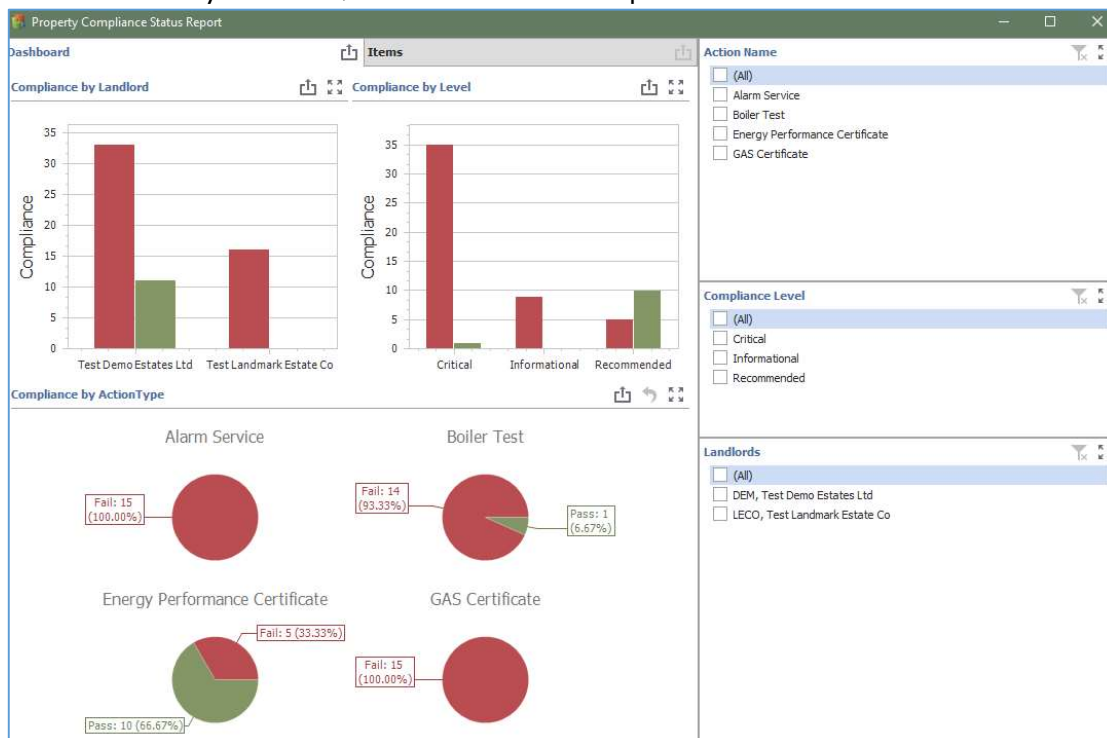 Property Compliance Status Report
Dashboard
Items
Compliance by Landlord
Compliance by Level
35
30
25
20
15
10
5
0
Compliance
Test Demo Estates Ltd Test Landmark Estate Co
35
30
25
20
15
10
5
0
Compliance
Critical Informational Recommended
Compliance by ActionType
Alarm Service
Fail: 15
(100.00%)
Boiler Test
Fail: 14
(93.33%)
Pass: 1
(6.67%)
Energy Performance Certificate
Fail: 5 (33.33%)
Pass: 10 (66.67%)
GAS Certificate
Fail: 15
(100.00%)
Action Name
(All)
Alarm Service
Boiler Test
Energy Performance Certificate
GAS Certificate
Compliance Level
(All)
Critical
Informational
Recommended
Landlords
(All)
DEM, Test Demo Estates Ltd
LECO, Test Landmark Estate Co